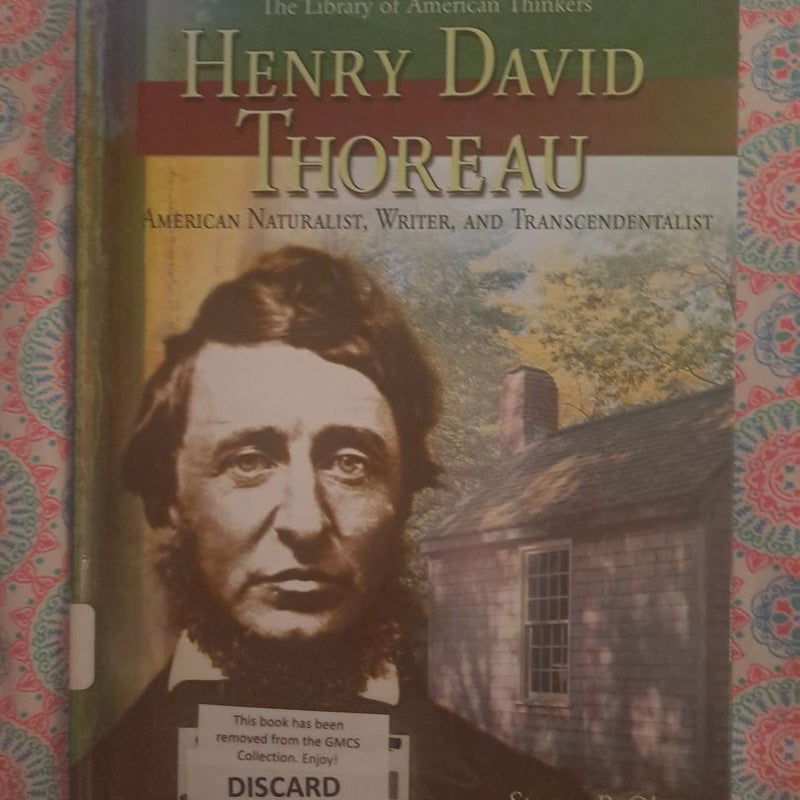 The Library of American Thinkers
HENRY DAVID
THOREAU
AMERICAN NATURALIST, WRITER, AND TRANSCENDENTALIST
This book has been
removed from the GMCS
Collection. Enjoy!
DISCARD